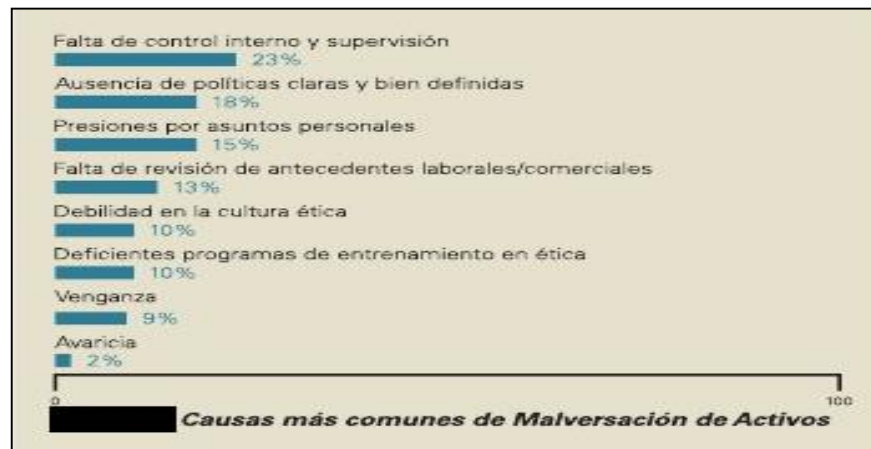 Falta de control interno y supervisión
23%
Ausencia de políticas claras y bien definidas
18%
Presiones por asuntos personales
15%
Falta de revisión de antecedentes laborales/comerciales
13%
Debilidad en la cultura ética
10%
Deficientes programas de entrenamiento en ética
10%
Venganza
9%
Avaricia
2%
0 100
Causas más comunes de Malversación de Activos